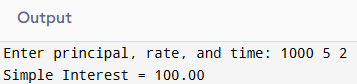 Output
Enter principal, rate, and time: 1000 5 2
Simple Interest = 100.00